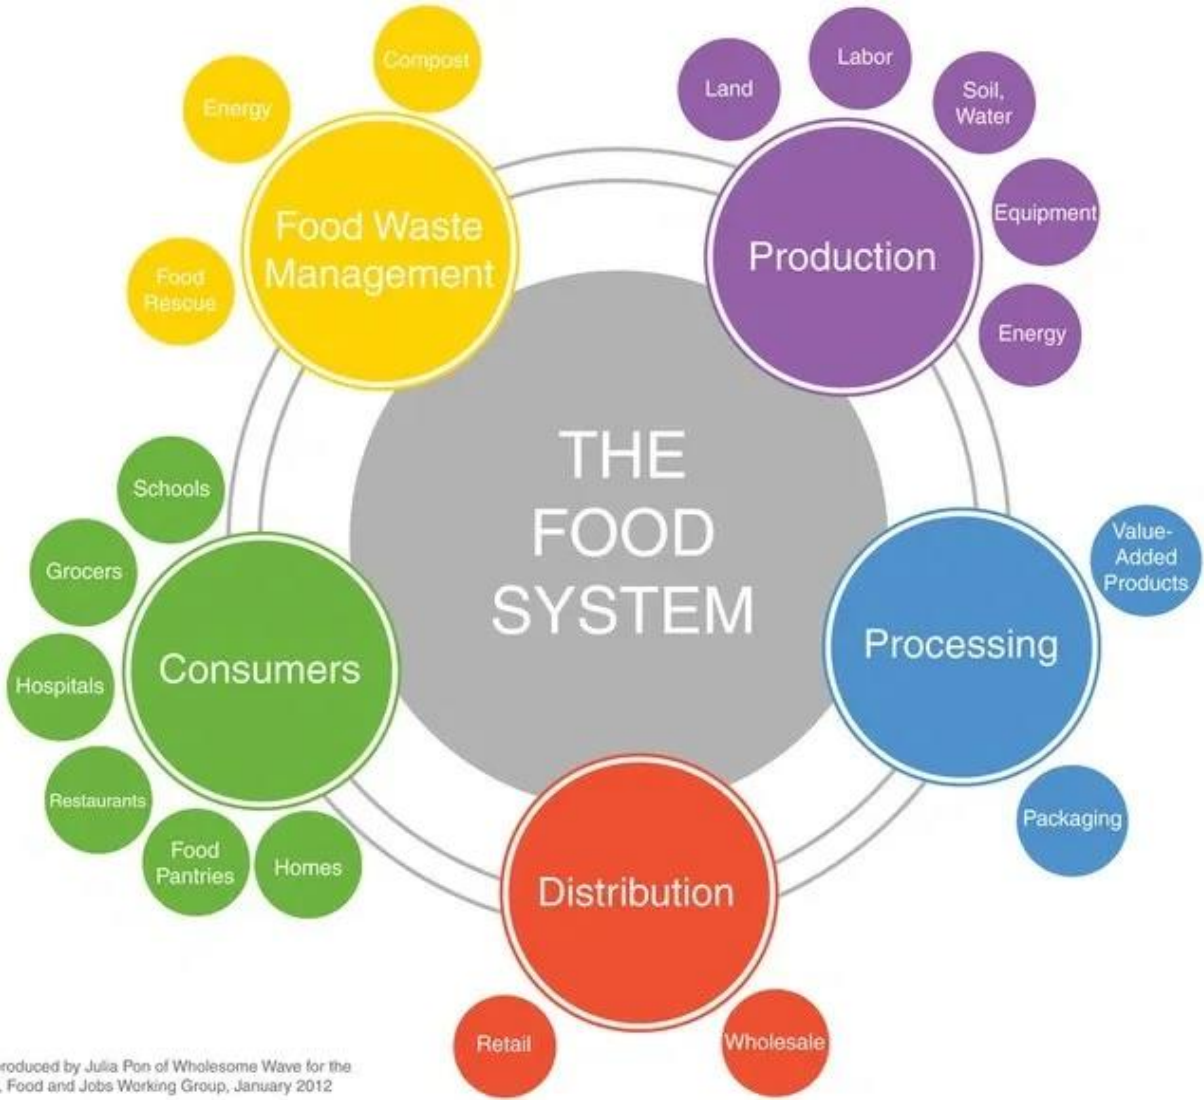 Compost
Energy
Food Waste
Management
Food
Rescue
Land
Labor
Soil,
Water
Equipment
Energy
Production
THE
FOOD
SYSTEM
Value-
Added
Products
Processing
Packaging
Schools
Grocers
Hospitals
Consumers
Restaurants
Food
Pantries
Homes
Distribution
Retail
Wholesale
by Julia Pon of Wholesome Wave for the
Food and Jobs Working Group, January 2012